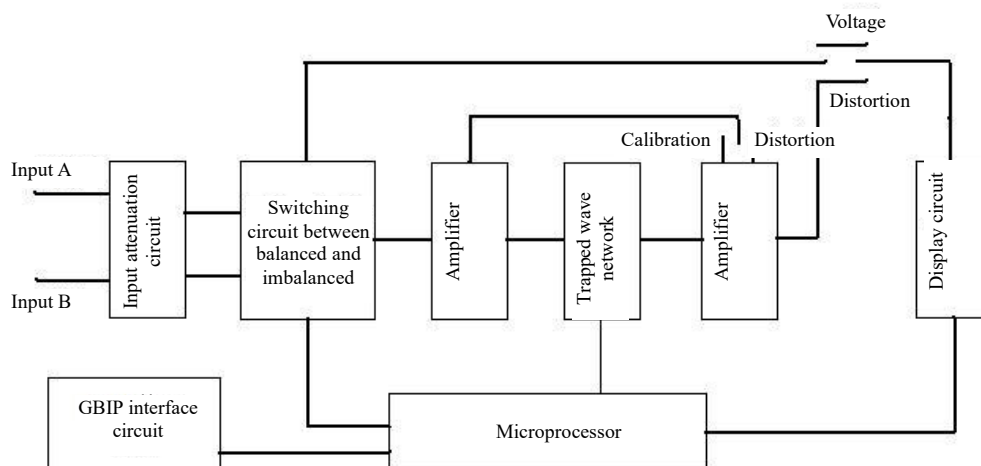 Voltage
Distortion
Calibration
Distortion
Input A
Input B
Input attenuation
circuit
Switching
circuit between
balanced and
imbalanced
Amplifier
Trapped wave
network
Amplifier
Display circuit
GBIP interface
circuit
Microprocessor